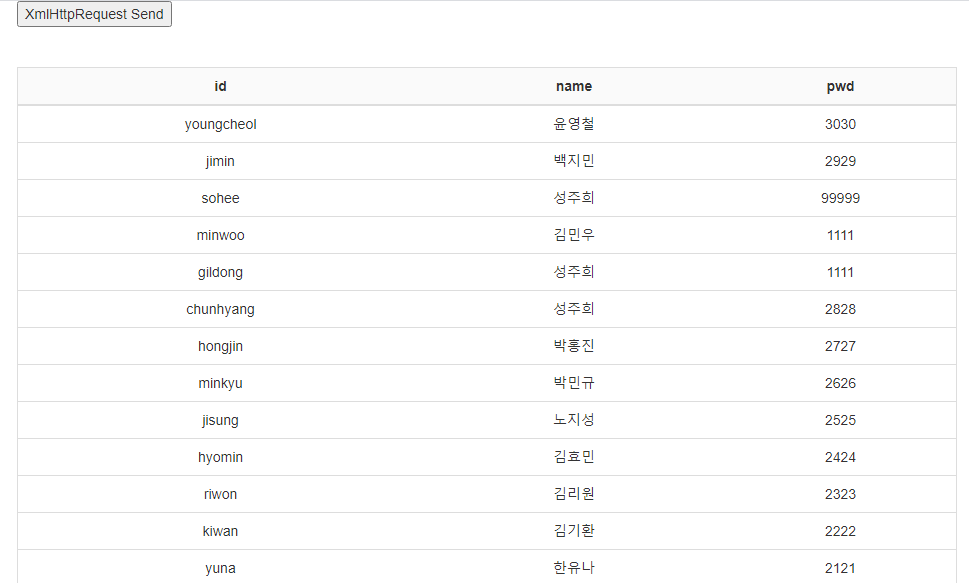 XmlHttpRequest Send
id name pwd
youngcheol 윤영철 3030
jimin 백지민 2929
sohee 성주희 99999
minwoo 김민우 1111
gildong 성주희 1111
chunhyang 성주희 2828
hongjin 박홍진 2727
minkyu 박민규 2626
jisung 노지성 2525
hyomin 김효민 2424
riwon 김리원 2323
kiwan 김기환 2222
yuna 한유나 2121